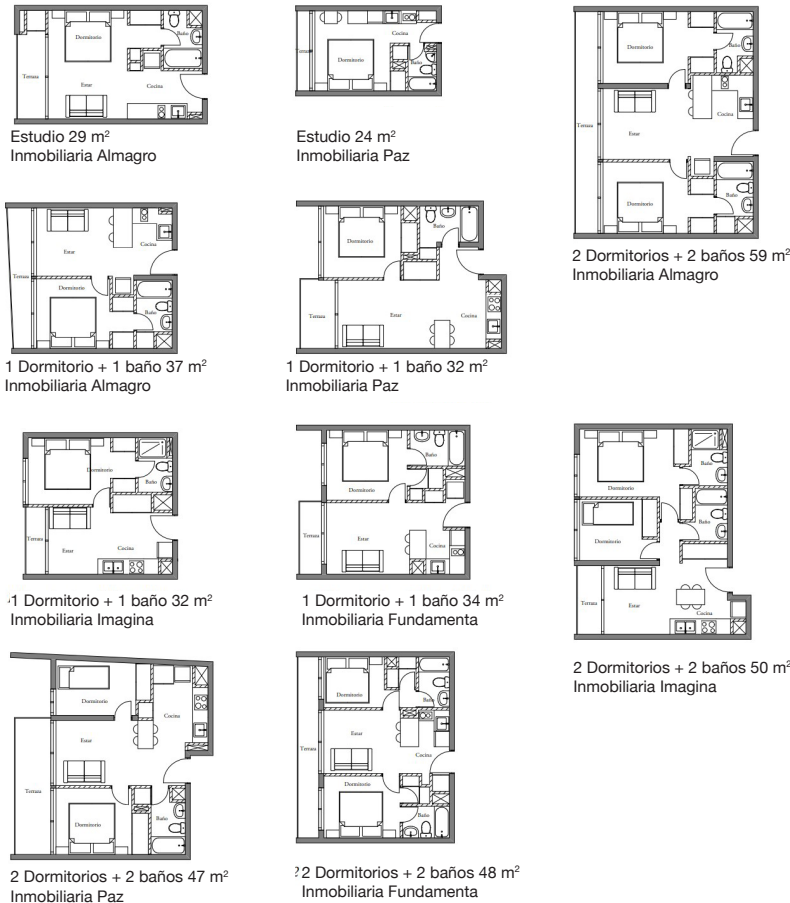 Dormitorio
Baño
Terraza
Estar
Cocina
Estudio 29 m²
Inmobiliaria Almagro
Cocina
Dormitorio
Baño
Estudio 24 m²
Inmobiliaria Paz
Dormitorio
Baño
Cocina
Terraza
Estar
Dormitorio
Baño
2 Dormitorios + 2 baños 59 m²
Inmobiliaria Almagro
Estar
Cocina
Terraza
Dormitorio
Baño
1 Dormitorio + 1 baño 37 m²
Inmobiliaria Almagro
Dormitorio
Baño
Terraza
Estar
Cocina
1 Dormitorio + 1 baño 32 m²
Inmobiliaria Paz
Dormitorio
Baño
Terraza
Estar
Cocina
1 Dormitorio + 1 baño 32 m²
Inmobiliaria Imagina
Dormitorio
Baño
Terraza
Estar
Cocina
1 Dormitorio + 1 baño 34 m²
Inmobiliaria Fundamenta
Dormitorio
Baño
Baño
Dormitorio
Terraza
Estar
Cocina
2 Dormitorios + 2 baños 50 m²
Inmobiliaria Imagina
Dormitorio
Cocina
Estar
Terraza
Dormitorio
Baño
2 Dormitorios + 2 baños 47 m²
Inmobiliaria Paz
Dormitorio
Baño
Terraza
Estar
Cocina
Dormitorio
Baño
?2 Dormitorios + 2 baños 48 m²
Inmobiliaria Fundamenta